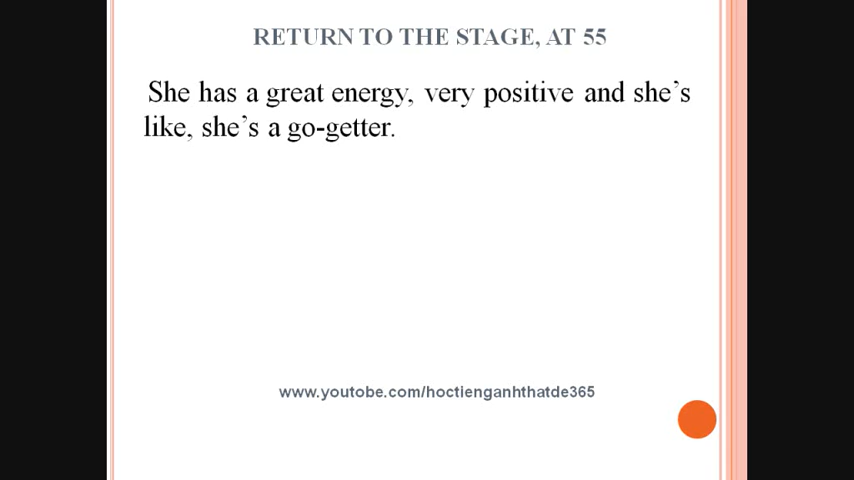 RETURN TO THE STAGE, AT 55
She has a great energy, very positive and she’s
like, she’s a go-getter.
www.youtobe.com/hoctienganhthatde365